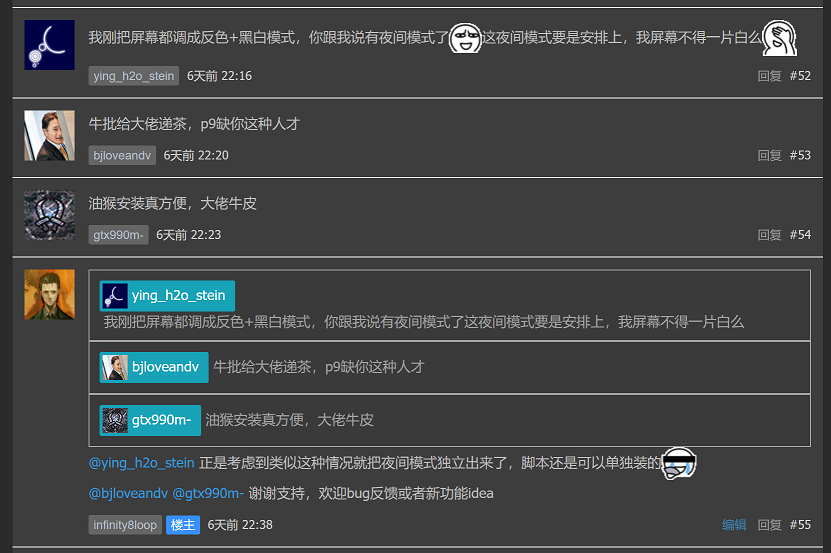 我刚把屏幕都调成反色+黑白模式，你跟我说有夜间模式了这夜间模式要是安排上，我屏幕不得一片白么
ying_h2o_stein 6天前 22:16 回复 #52
牛批给大佬递茶，p9缺你这种人才
bjloveandv 6天前 22:20 回复 #53
油猴安装真方便，大佬牛皮
gtx990m- 6天前 22:23 回复 #54
ying_h2o_stein
我刚把屏幕都调成反色+黑白模式，你跟我说有夜间模式了这夜间模式要是安排上，我屏幕不得一片白么
bjloveandv 牛批给大佬递茶，p9缺你这种人才
gtx990m- 油猴安装真方便，大佬牛皮
@ying_h2o_stein 正是考虑到类似这种情况就把夜间模式独立出来了，脚本还是可以单独装的
@bjloveandv @gtx990m- 谢谢支持，欢迎bug反馈或者新功能idea
infinity8loop 楼主 6天前 22:38 编辑 回复 #55